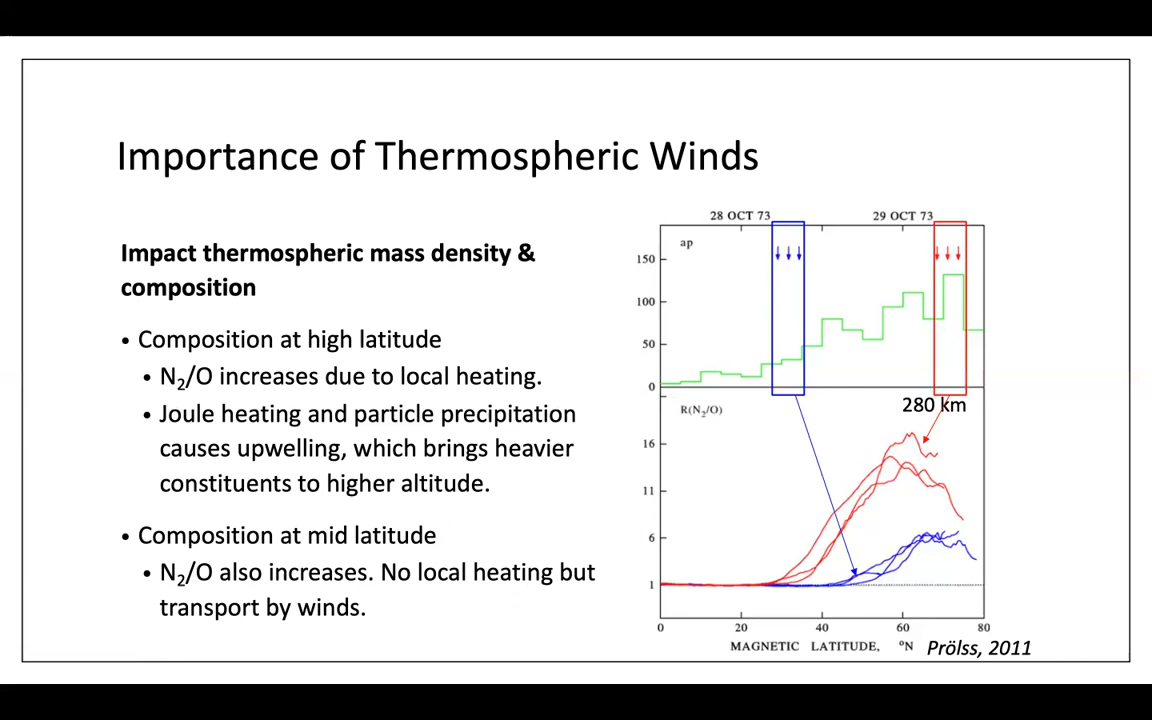 Importance of Thermospheric Winds
Impact thermospheric mass density &
composition
• Composition at high latitude
• N₂/O increases due to local heating.
• Joule heating and particle precipitation
causes upwelling, which brings heavier
constituents to higher altitude.
• Composition at mid latitude
• N₂/O also increases. No local heating but
transport by winds.
28 OCT 73
29 OCT 73
ap
150
100
50
0
280 km
R(N₂/O)
16
11
6
1
0 20 40 60 80
MAGNETIC LATITUDE, °N
Prölss, 2011